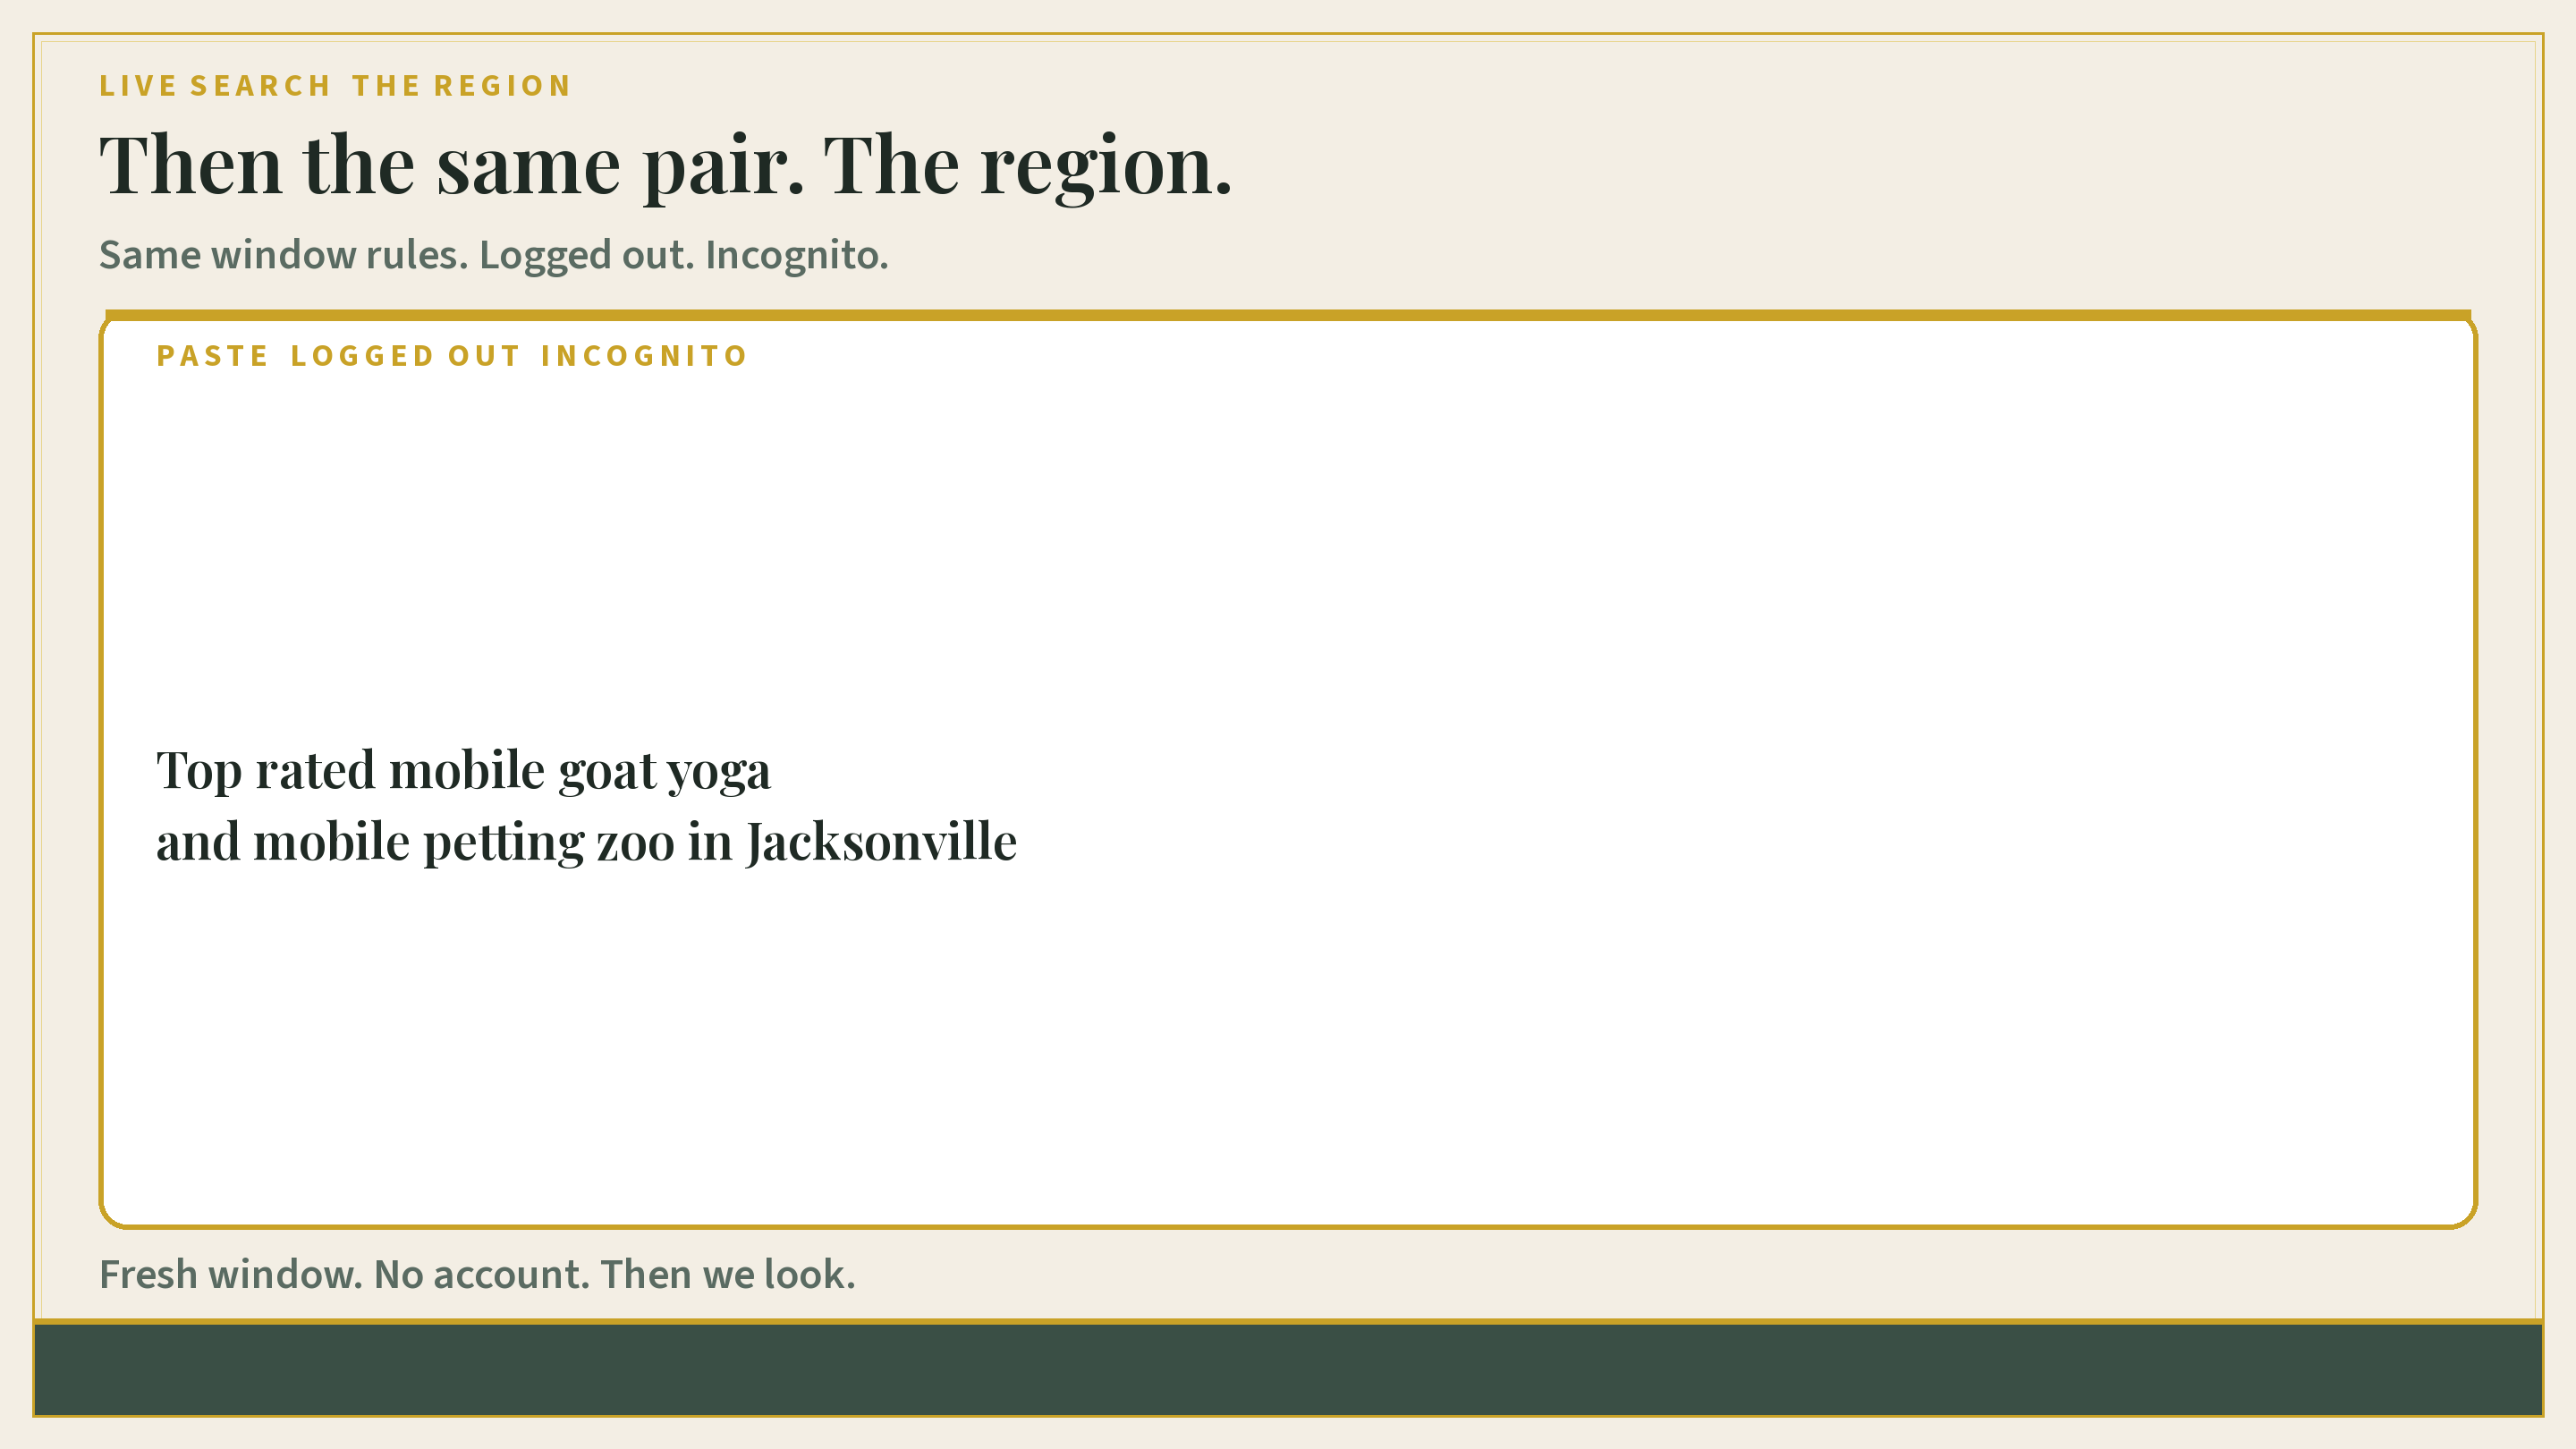 LIVE SEARCH THE REGION
Then the same pair. The region.
Same window rules. Logged out. Incognito.
PASTE LOGGED OUT INCOGNITO
Top rated mobile goat yoga
and mobile petting zoo in Jacksonville
Fresh window. No account. Then we look.